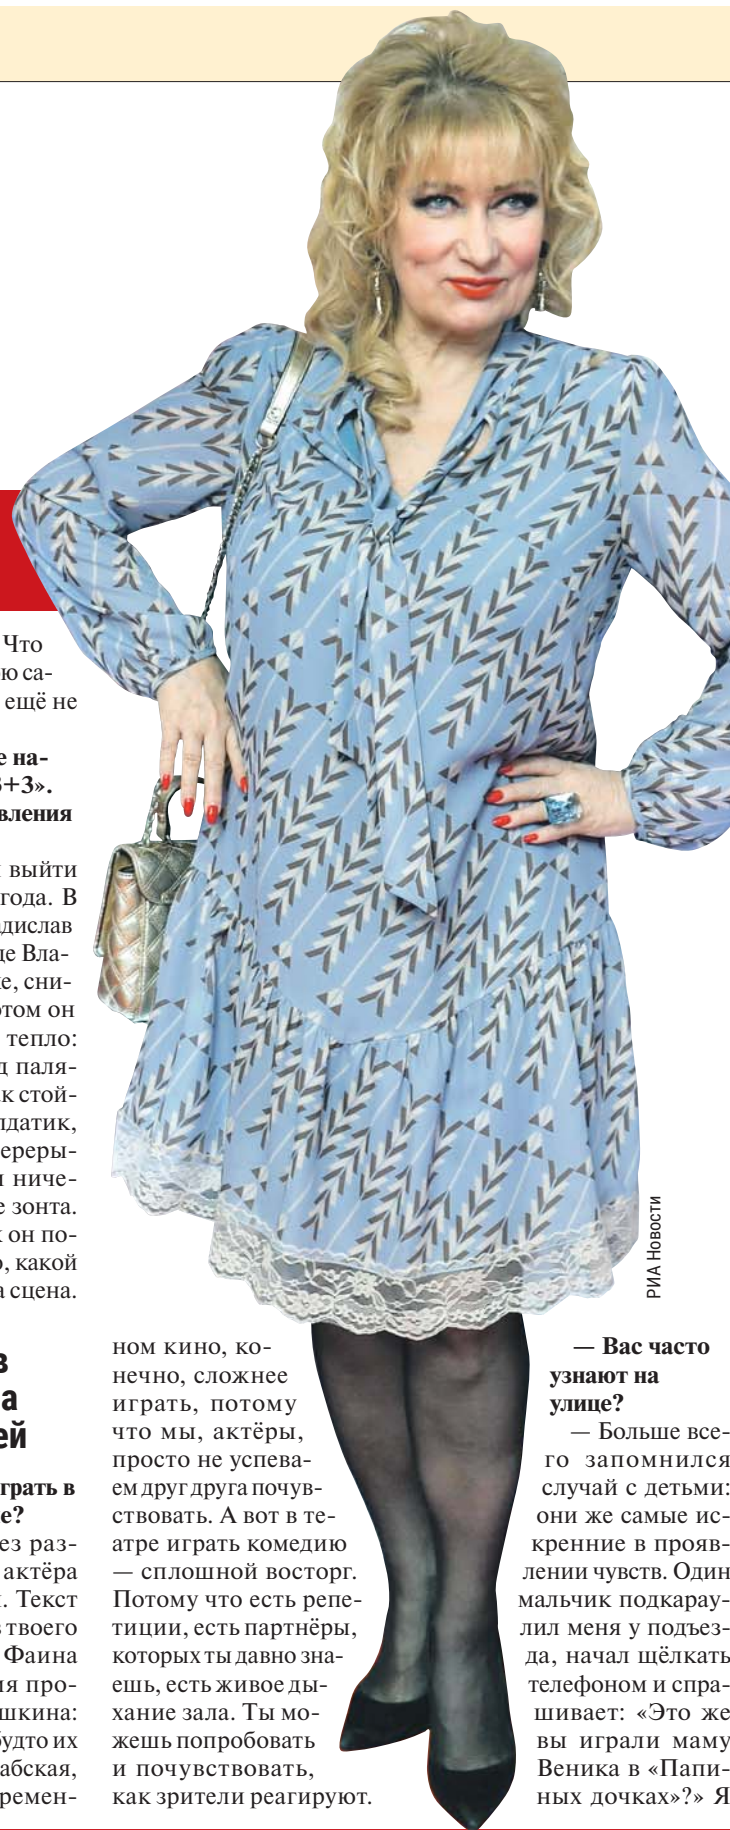 Что
ю са-
ещё не
е на-
3+3».
вления
выйти
года. В
дислав
це Вла-
е, сни-
отом он
тепло:
д паля-
ак стой-
лдатик,
ереры-
и ниче-
е зонта.
к он по-
о, какой
а сцена.
в
а
ей
грать в
е?
ез раз-
актёра
. Текст
з твоего
Фаина
ия про-
шкина:
будто их
абская,
ремен-
ном кино, ко-
нечно, сложнее
играть, потому
что мы, актёры,
просто не успева-
ем друг друга почув-
ствовать. А вот в те-
атре играть комедию
— сплошной восторг.
Потому что есть репе-
тиции, есть партнёры,
которых ты давно зна-
ешь, есть живое ды-
хание зала. Ты мо-
жешь попробовать
и почувствовать,
как зрители реагируют.
РИА Новости
— Вас часто
узнают на
улице?
— Больше все-
го запомнился
случай с детьми:
они же самые ис-
кренние в прояв-
лении чувств. Один
мальчик подкарау-
лил меня у подъез-
да, начал щёлкать
телефоном и спра-
шивает: «Это же
вы играли маму
Веника в «Папи-
ных дочках»?» Я